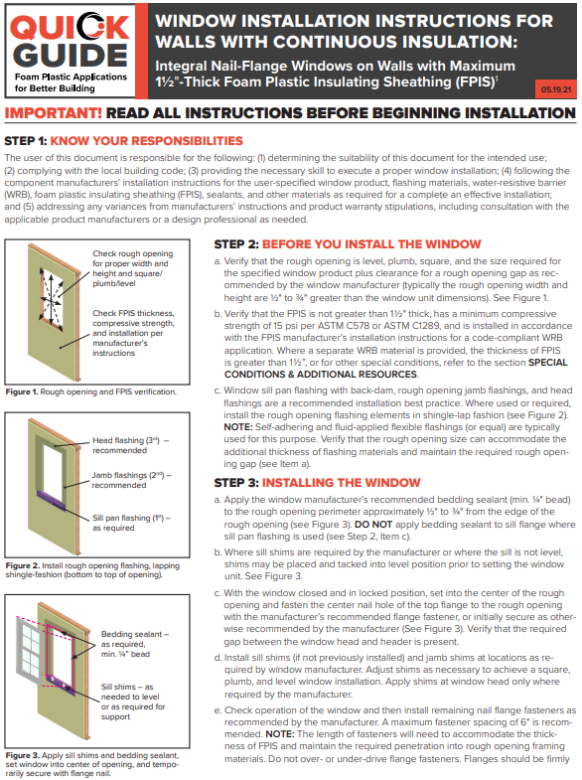 QUICK
GUIDE
Foam Plastic Applications
for Better Building
WINDOW INSTALLATION INSTRUCTIONS FOR
WALLS WITH CONTINUOUS INSULATION:
Integral Nail-Flange Windows on Walls with Maximum
1½"-Thick Foam Plastic Insulating Sheathing (FPIS)¹
05.19.21
IMPORTANT! READ ALL INSTRUCTIONS BEFORE BEGINNING INSTALLATION
STEP 1: KNOW YOUR RESPONSIBILITIES
The user of this document is responsible for the following: (1) determining the suitability of this document for the intended use;
(2) complying with the local building code; (3) providing the necessary skill to execute a proper window installation; (4) following the
component manufacturers' installation instructions for the user-specified window product, flashing materials, water-resistive barrier
(WRB), foam plastic insulating sheathing (FPIS), sealants, and other materials as required for a complete an effective installation;
and (5) addressing any variances from manufacturers' instructions and product warranty stipulations, including consultation with the
applicable product manufacturers or a design professional as needed.
Check rough opening
for proper width and
height and square/
plumb/level
Check FPIS thickness,
compressive strength,
and installation per
manufacturer's
instructions
Figure 1. Rough opening and FPIS verification.
Head flashing (3ʳᵈ) –
recommended
Jamb flashings (2ⁿᵈ) –
recommended
Sill pan flashing (1ˢᵗ) –
as required
Figure 2. Install rough opening flashing, lapping
shingle-fashion (bottom to top of opening).
Bedding sealant –
as required,
min. ¼" bead
Sill shims – as
needed to level
or as required for
support
Figure 3. Apply sill shims and bedding sealant,
set window into center of opening, and tempo-
rarily secure with flange nail.
STEP 2: BEFORE YOU INSTALL THE WINDOW
a. Verify that the rough opening is level, plumb, square, and the size required for
the specified window product plus clearance for a rough opening gap as rec-
ommended by the window manufacturer (typically the rough opening width and
height are ½" to ¾" greater than the window unit dimensions). See Figure 1.
b. Verify that the FPIS is not greater than 1½" thick, has a minimum compressive
strength of 15 psi per ASTM C578 or ASTM C1289, and is installed in accordance
with the FPIS manufacturer's installation instructions for a code-compliant WRB
application. Where a separate WRB material is provided, the thickness of FPIS
is greater than 1½", or for other special conditions, refer to the section SPECIAL
CONDITIONS & ADDITIONAL RESOURCES.
c. Window sill pan flashing with back-dam, rough opening jamb flashings, and head
flashings are a recommended installation best practice. Where used or required,
install the rough opening flashing elements in shingle-lap fashion (see Figure 2).
NOTE: Self-adhering and fluid-applied flexible flashings (or equal) are typically
used for this purpose. Verify that the rough opening size can accommodate the
additional thickness of flashing materials and maintain the required rough open-
ing gap (see Item a).
STEP 3: INSTALLING THE WINDOW
a. Apply the window manufacturer's recommended bedding sealant (min. ¼" bead)
to the rough opening perimeter approximately ½" to ¾" from the edge of the
rough opening (see Figure 3). DO NOT apply bedding sealant to sill flange where
sill pan flashing is used (see Step 2, Item c).
b. Where sill shims are required by the manufacturer or where the sill is not level,
shims may be placed and tacked into level position prior to setting the window
unit. See Figure 3.
c. With the window closed and in locked position, set into the center of the rough
opening and fasten the center nail hole of the top flange to the rough opening
with the manufacturer's recommended flange fastener, or initially secure as other-
wise recommended by the manufacturer (See Figure 3). Verify that the required
gap between the window head and header is present.
d. Install sill shims (if not previously installed) and jamb shims at locations as re-
quired by window manufacturer. Adjust shims as necessary to achieve a square,
plumb, and level window installation. Apply shims at window head only where
required by the manufacturer.
e. Check operation of the window and then install remaining nail flange fasteners as
recommended by the manufacturer. A maximum fastener spacing of 6" is recom-
mended. NOTE: The length of fasteners will need to accommodate the thick-
ness of FPIS and maintain the required penetration into rough opening framing
materials. Do not over- or under-drive flange fasteners. Flanges should be firmly